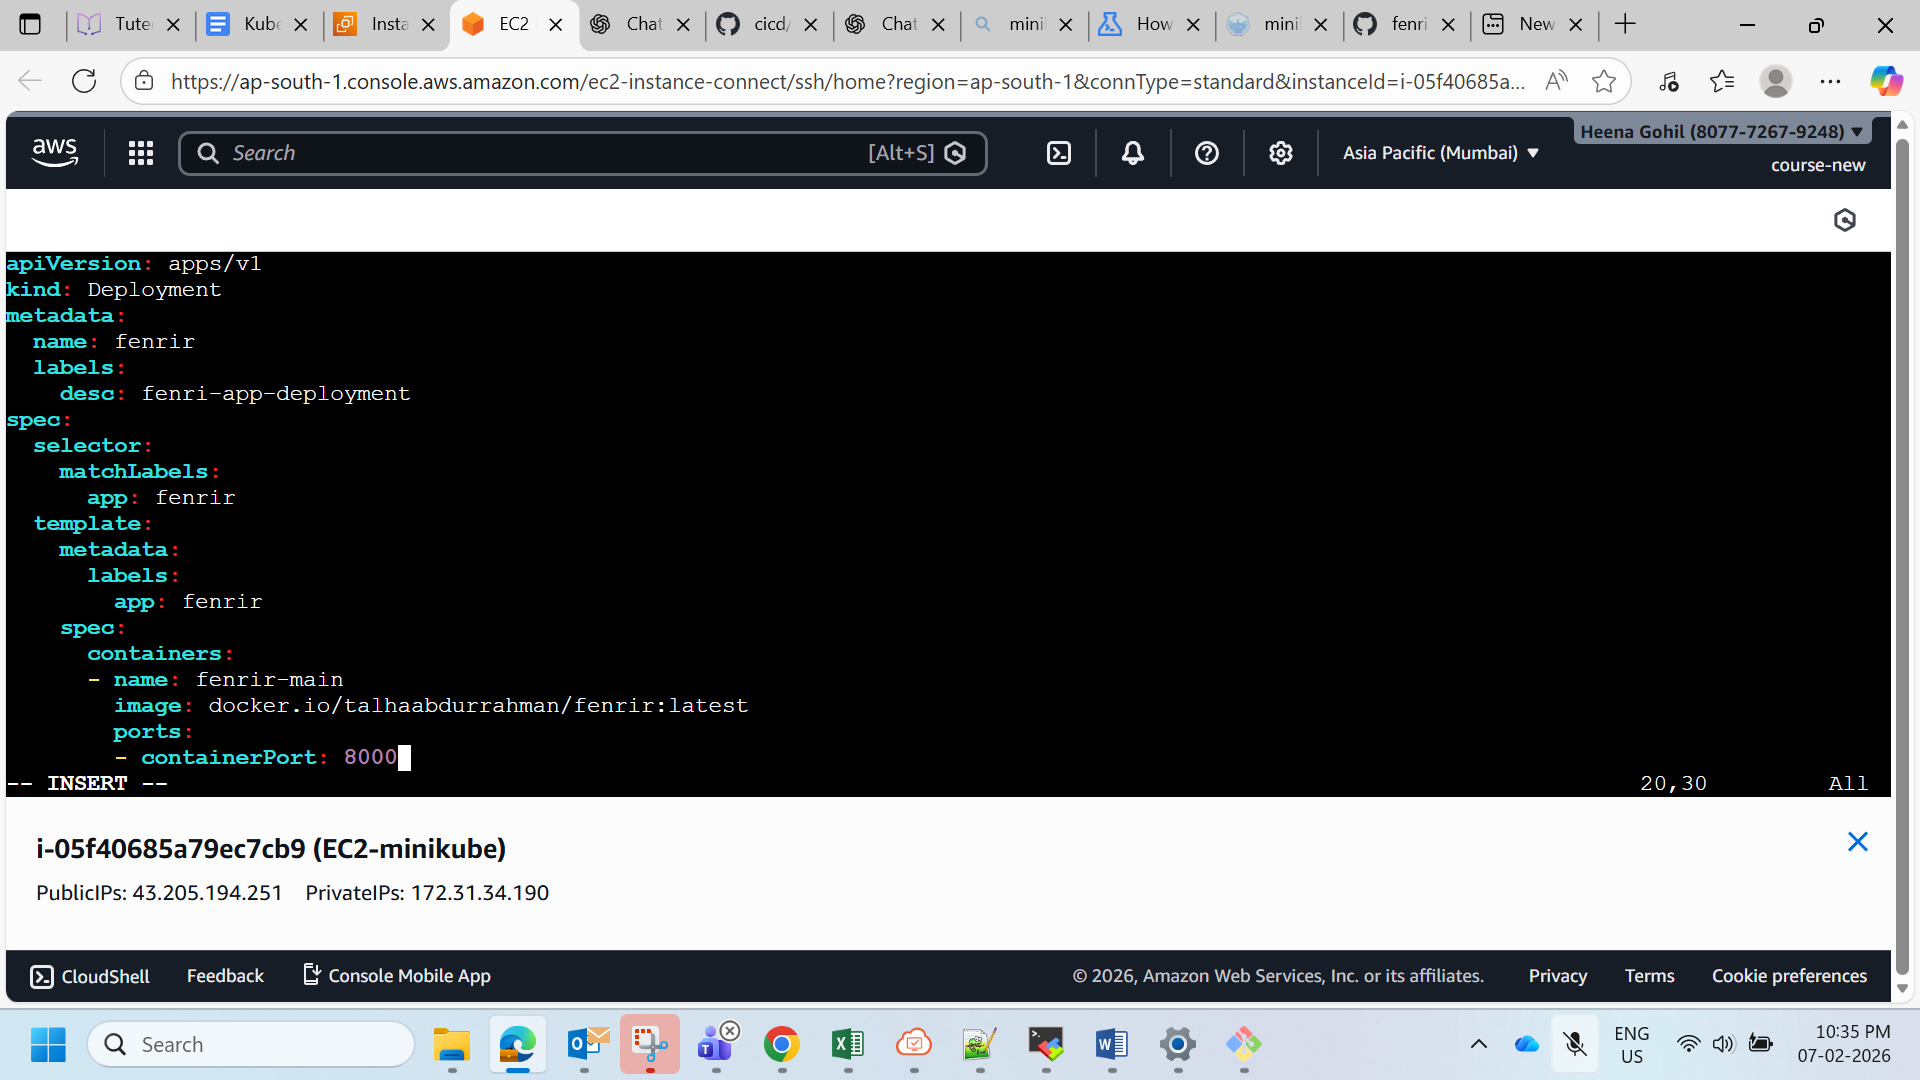 Tute
Kube
Insta
EC2
Chat
cicd/
Chat
mini
How
mini
fenri
New
https://ap-south-1.console.aws.amazon.com/ec2-instance-connect/ssh/home?region=ap-south-1&connType=standard&instanceId=i-05f40685a...
aws
Search
[Alt+S]
Asia Pacific (Mumbai)
Heena Gohil (8077-7267-9248)
course-new
apiVersion: apps/v1
kind: Deployment
metadata:
  name: fenrir
  labels:
    desc: fenri-app-deployment
spec:
  selector:
    matchLabels:
      app: fenrir
  template:
    metadata:
      labels:
        app: fenrir
    spec:
      containers:
      - name: fenrir-main
        image: docker.io/talhaabdurrahman/fenrir:latest
        ports:
        - containerPort: 8000
-- INSERT -- 20,30 All
i-05f40685a79ec7cb9 (EC2-minikube)
PublicIPs: 43.205.194.251 PrivateIPs: 172.31.34.190
CloudShell Feedback Console Mobile App © 2026, Amazon Web Services, Inc. or its affiliates. Privacy Terms Cookie preferences
Search
ENG
US
10:35 PM
07-02-2026